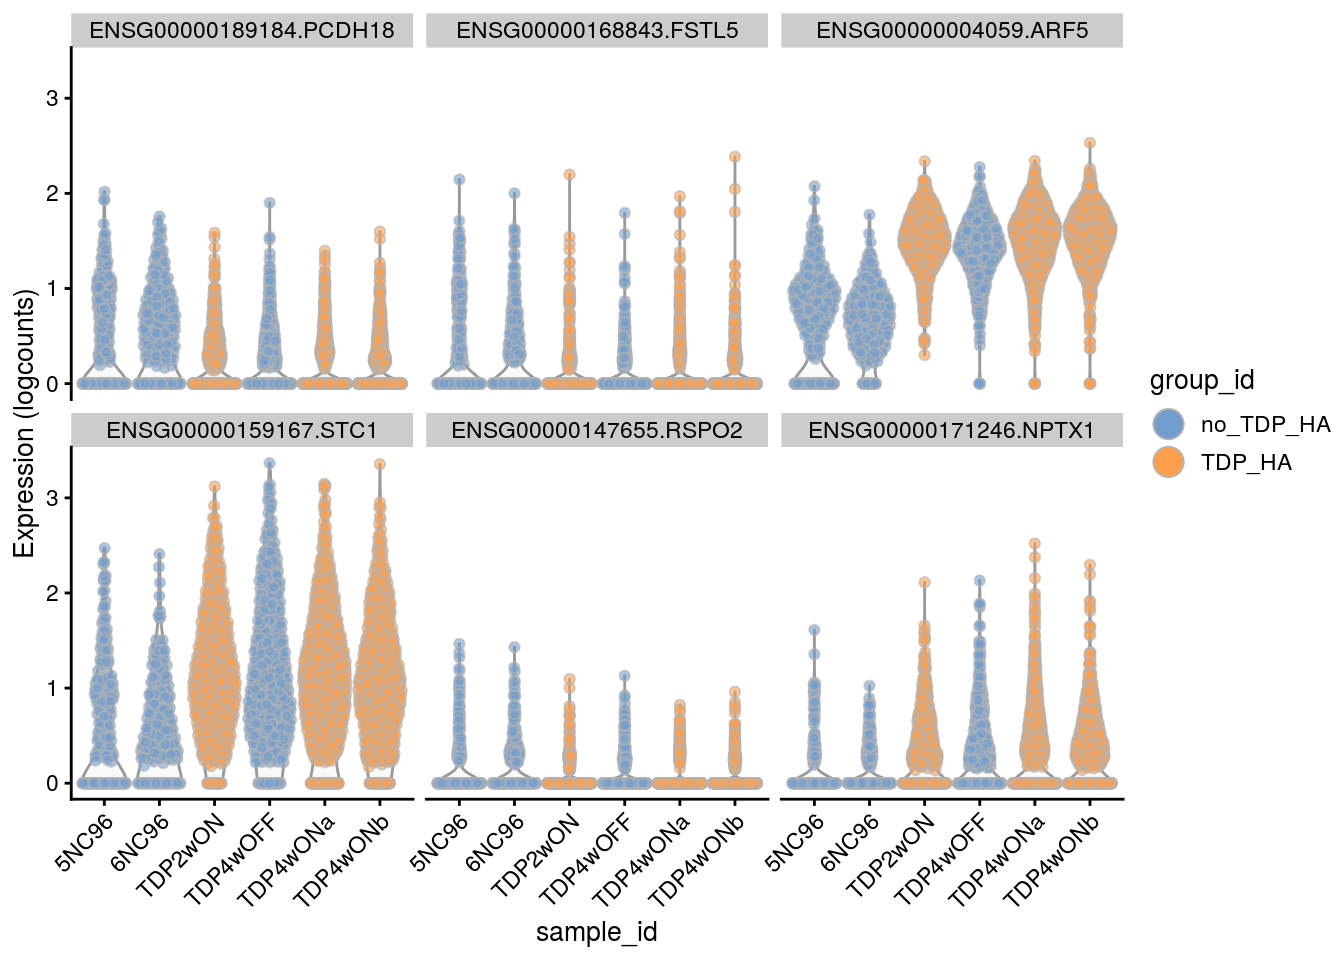 ENSG00000189184.PCDH18 ENSG00000168843.FSTL5 ENSG00000004059.ARF5
3
2
1
0
Expression (logcounts)
group_id
no_TDP_HA
TDP_HA
ENSG00000159167.STC1 ENSG00000147655.RSPO2 ENSG00000171246.NPTX1
3
2
1
0
5NC96 6NC96 TDP2wON TDP4wOFF TDP4wONa TDP4wONb 5NC96 6NC96 TDP2wON TDP4wOFF TDP4wONa TDP4wONb 5NC96 6NC96 TDP2wON TDP4wOFF TDP4wONa TDP4wONb
sample_id